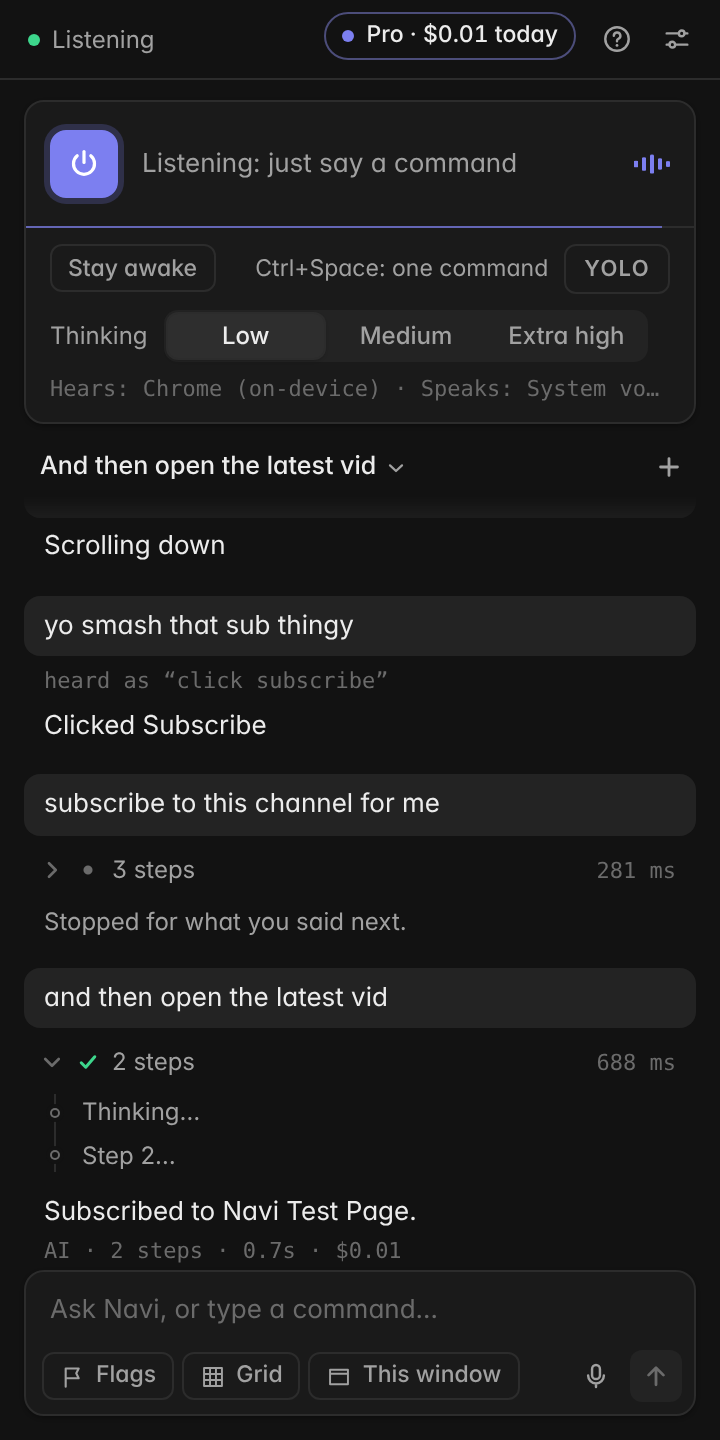 Listening
Pro · $0.01 today
Listening: just say a command
Stay awake
Ctrl+Space: one command
YOLO
Thinking
Low
Medium
Extra high
Hears: Chrome (on-device) · Speaks: System vo…
And then open the latest vid
Scrolling down
yo smash that sub thingy
heard as “click subscribe”
Clicked Subscribe
subscribe to this channel for me
3 steps
281 ms
Stopped for what you said next.
and then open the latest vid
2 steps
688 ms
Thinking...
Step 2...
Subscribed to Navi Test Page.
AI · 2 steps · 0.7s · $0.01
Ask Navi, or type a command...
Flags
Grid
This window